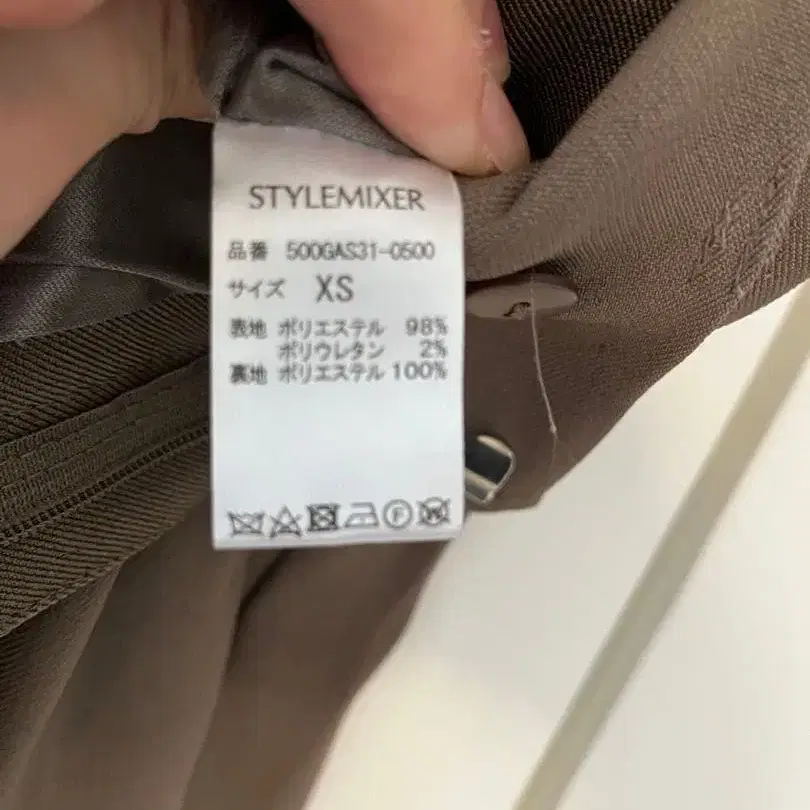 STYLEMIXER
品番 500GAS31-0500
サイズ XS
表地 ポリエステル 98%
ポリウレタン 2%
裏地 ポリエステル 100%
F W